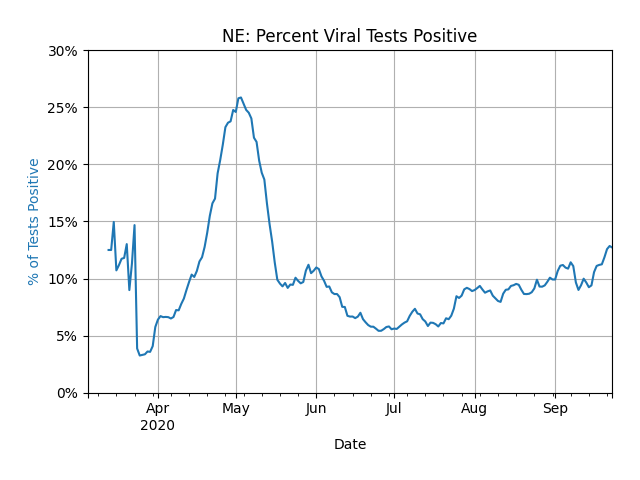 NE: Percent Viral Tests Positive
30%
25%
20%
15%
10%
5%
0%
% of Tests Positive
Apr
2020
May
Jun
Jul
Aug
Sep
Date